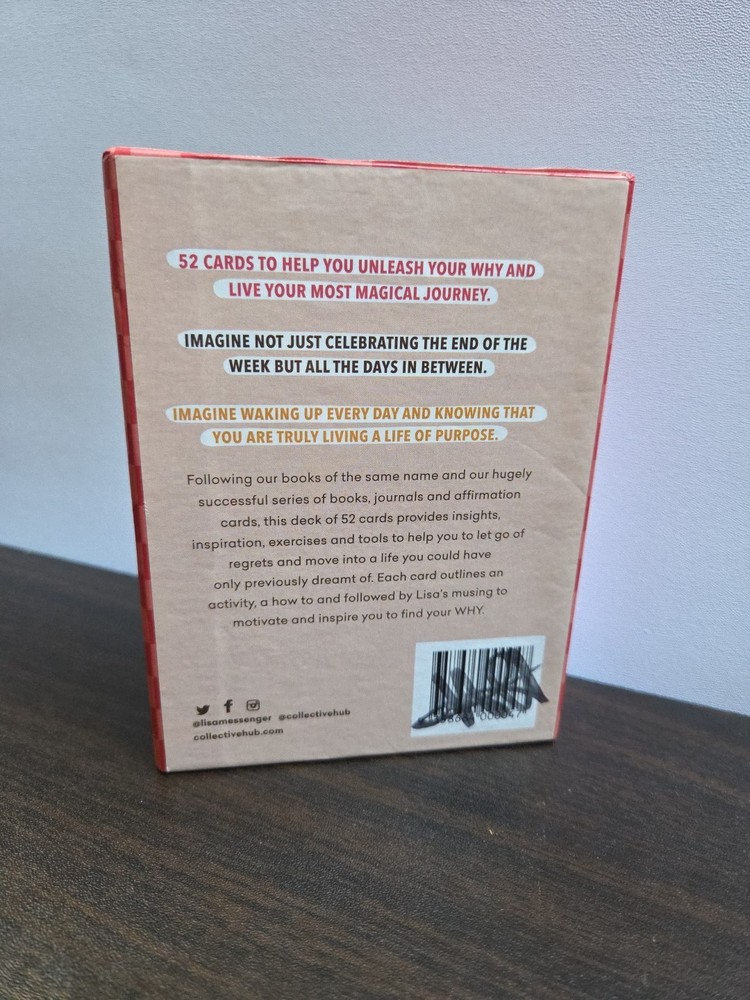 52 CARDS TO HELP YOU UNLEASH YOUR WHY AND
LIVE YOUR MOST MAGICAL JOURNEY.
IMAGINE NOT JUST CELEBRATING THE END OF THE
WEEK BUT ALL THE DAYS IN BETWEEN.
IMAGINE WAKING UP EVERY DAY AND KNOWING THAT
YOU ARE TRULY LIVING A LIFE OF PURPOSE.
Following our books of the same name and our hugely
successful series of books, journals and affirmation
cards, this deck of 52 cards provides insights,
inspiration, exercises and tools to help you to let go of
regrets and move into a life you could have
only previously dreamt of. Each card outlines an
activity, a how to and followed by Lisa's musing to
motivate and inspire you to find your WHY.
@lisamessenger @collectivehub
collectivehub.com